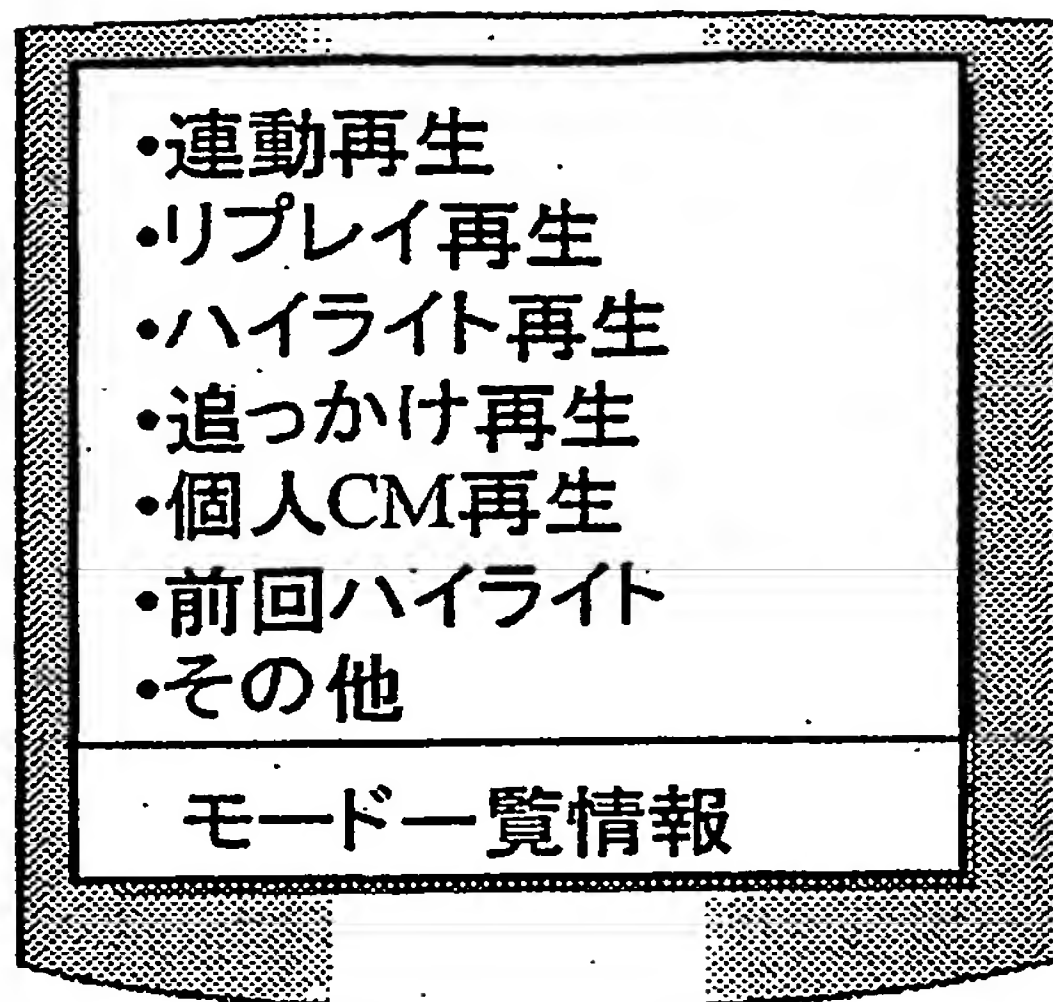 ・連動再生
・リプレイ再生
・ハイライト再生
・追っかけ再生
・個人CM再生
・前回ハイライト
・その他
モード一覧情報